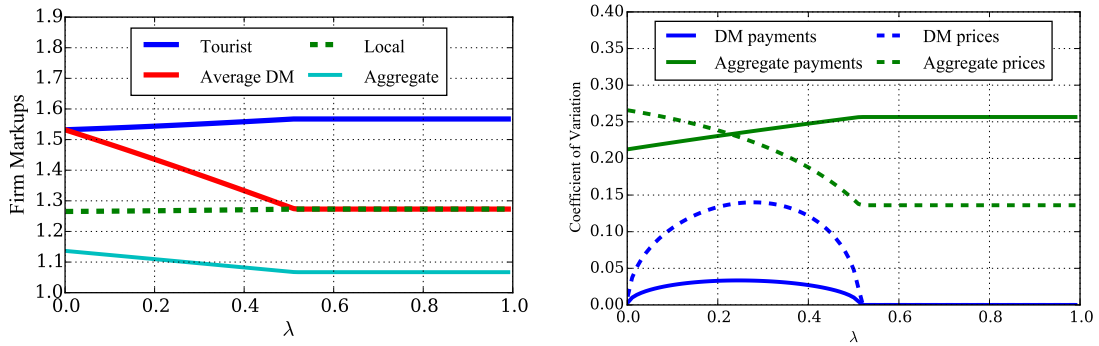 Firm Markups
1.9
1.8
1.7
1.6
1.5
1.4
1.3
1.2
1.1
1.0
Tourist Local
Average DM Aggregate
0.0 0.2 0.4 0.6 0.8 1.0
λ
Coefficient of Variation
0.40
0.35
0.30
0.25
0.20
0.15
0.10
0.05
0.00
DM payments DM prices
Aggregate payments Aggregate prices
0.0 0.2 0.4 0.6 0.8 1.0
λ